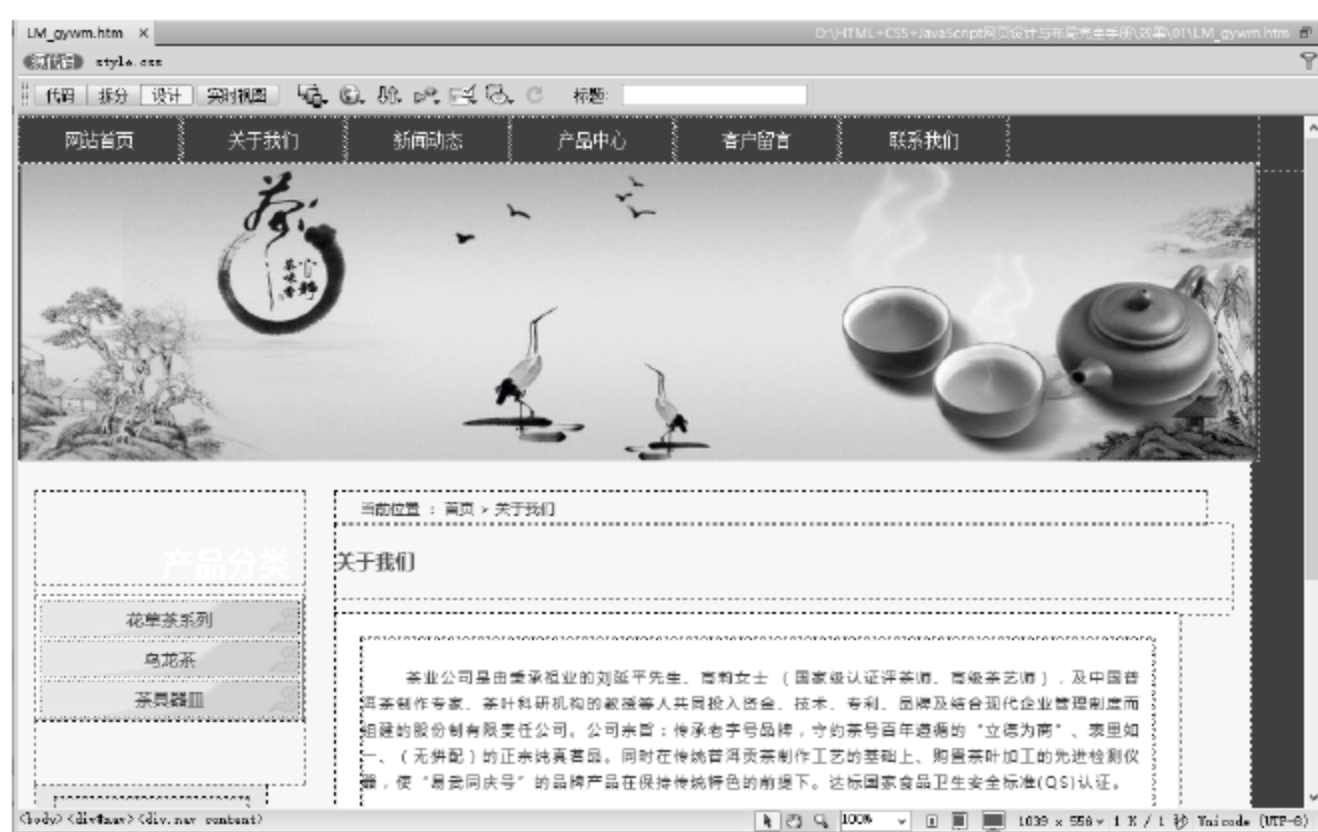 LM_gywm.htm ×
D:\HTML+CSS+JavaScript网页设计与布局完全手册\效果\01\LM_gywm.htm
源代码 style.css
代码 拆分 设计 实时视图 标题:
网站首页 关于我们 新闻动态 产品中心 客户留言 联系我们
茶
当前位置 : 首页 > 关于我们
产品分类
关于我们
花草茶系列
乌龙茶
茶具器皿
茶业公司是由秉承祖业的刘延平先生、高莉女士 (国家级认证评茶师、高级茶艺师) , 及中国普
洱茶制作专家、茶叶科研机构的教授等人共同投入资金、技术、专利、品牌及结合现代企业管理制度而
组建的股份制有限责任公司。公司宗旨 : 传承老字号品牌 , 守约茶号百年遵循的 “立德为商” 、表里如
一、 (无拼配) 的正宗纯真茗品。同时在传统普洱贡茶制作工艺的基础上、购置茶叶加工的先进检测仪
器 , 使 “易武同庆号” 的品牌产品在保持传统特色的前提下。达标国家食品卫生安全标准(QS)认证。
<body> <div#nav> <div.nav content>
100% 1039 x 556 1 K / 1 秒 Unicode (UTF-8)